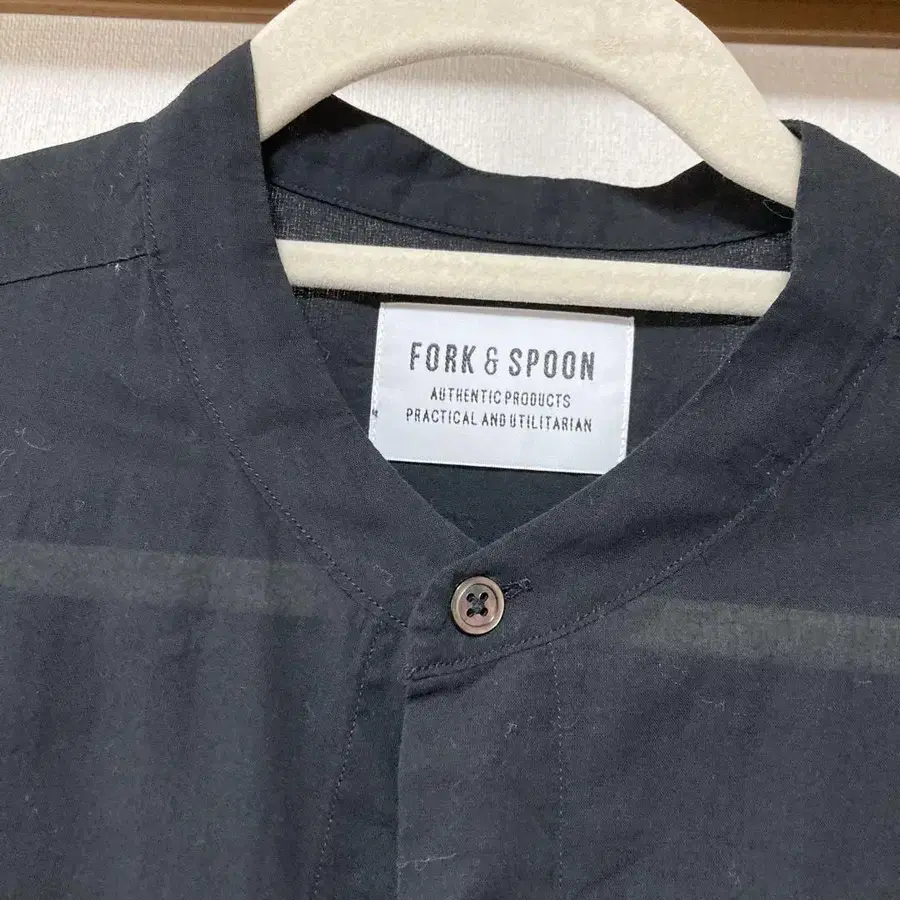 FORK & SPOON
AUTHENTIC PRODUCTS
PRACTICAL AND UTILITARIAN